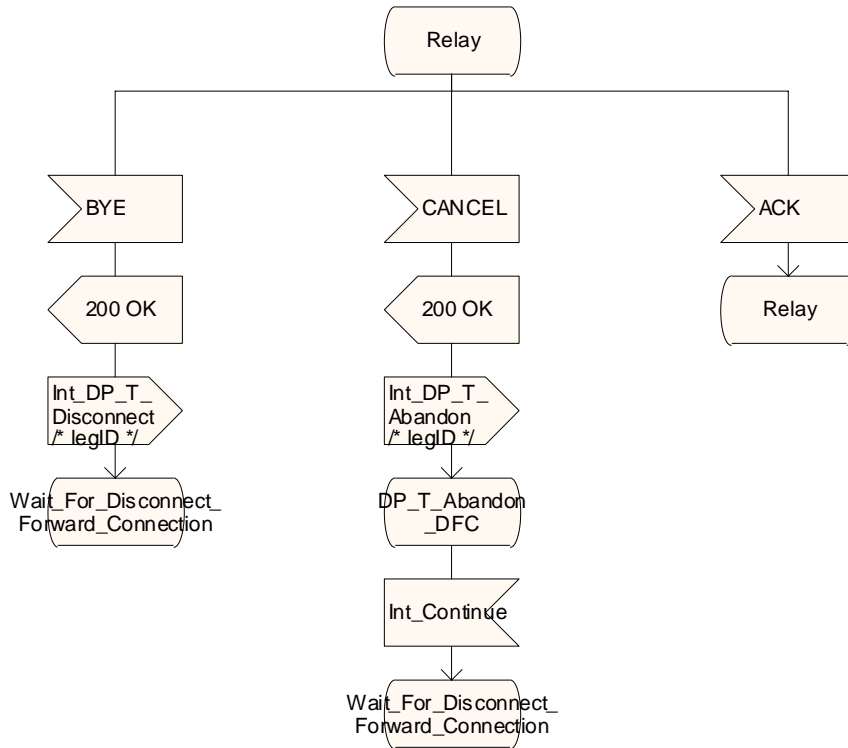 Relay
BYE
CANCEL
ACK
200 OK
200 OK
Relay
Int_DP_T_
Disconnect
/* legID */
Int_DP_T_
Abandon
/* legID */
Wait_For_Disconnect_
Forward_Connection
DP_T_Abandon
_DFC
Int_Continue
Wait_For_Disconnect_
Forward_Connection